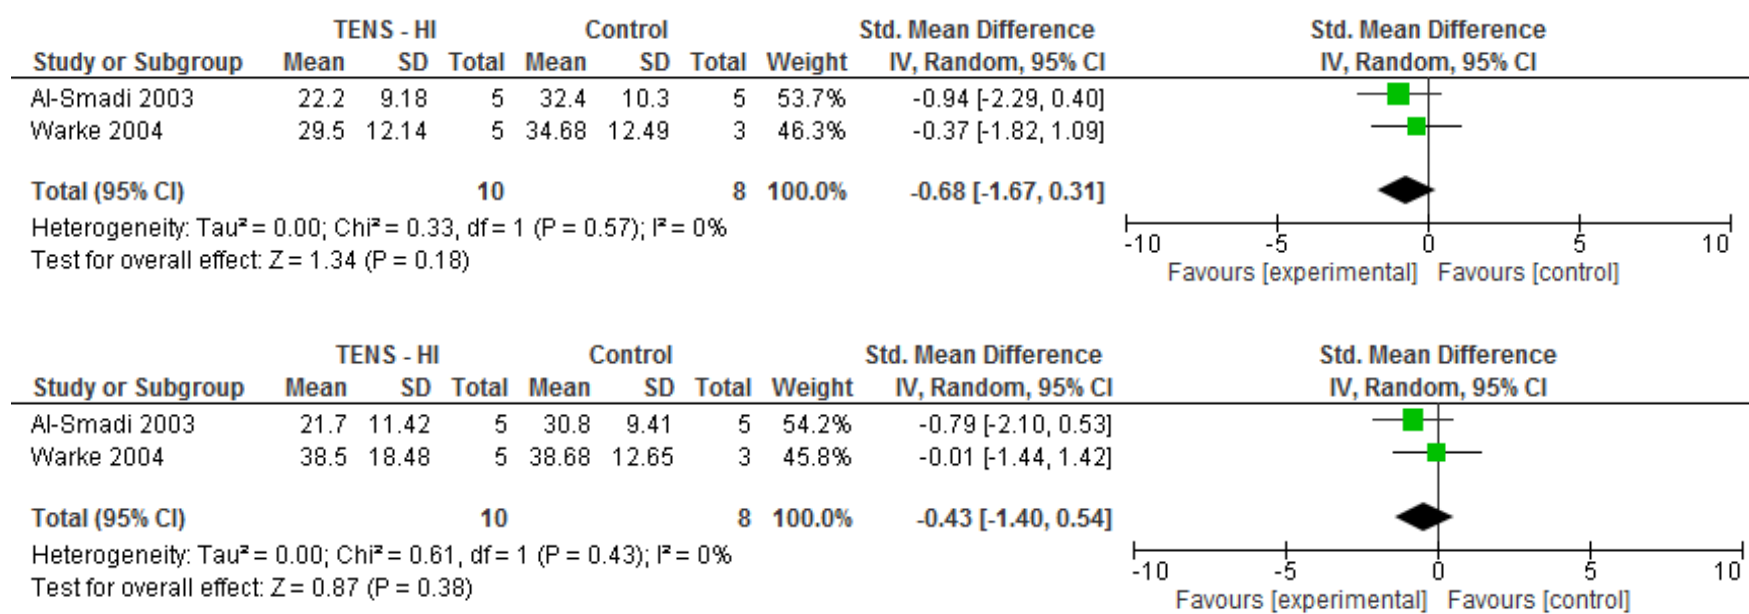 TENS - HI Control Std. Mean Difference Std. Mean Difference
Study or Subgroup Mean SD Total Mean SD Total Weight IV, Random, 95% CI IV, Random, 95% CI
Al-Smadi 2003 22.2 9.18 5 32.4 10.3 5 53.7% -0.94 [-2.29, 0.40]
Warke 2004 29.5 12.14 5 34.68 12.49 3 46.3% -0.37 [-1.82, 1.09]
Total (95% CI) 10 8 100.0% -0.68 [-1.67, 0.31]
Heterogeneity: Tau² = 0.00; Chi² = 0.33, df = 1 (P = 0.57); I² = 0%
Test for overall effect: Z = 1.34 (P = 0.18)
-10 -5 0 5 10
Favours [experimental] Favours [control]
TENS - HI Control Std. Mean Difference Std. Mean Difference
Study or Subgroup Mean SD Total Mean SD Total Weight IV, Random, 95% CI IV, Random, 95% CI
Al-Smadi 2003 21.7 11.42 5 30.8 9.41 5 54.2% -0.79 [-2.10, 0.53]
Warke 2004 38.5 18.48 5 38.68 12.65 3 45.8% -0.01 [-1.44, 1.42]
Total (95% CI) 10 8 100.0% -0.43 [-1.40, 0.54]
Heterogeneity: Tau² = 0.00; Chi² = 0.61, df = 1 (P = 0.43); I² = 0%
Test for overall effect: Z = 0.87 (P = 0.38)
-10 -5 0 5 10
Favours [experimental] Favours [control]